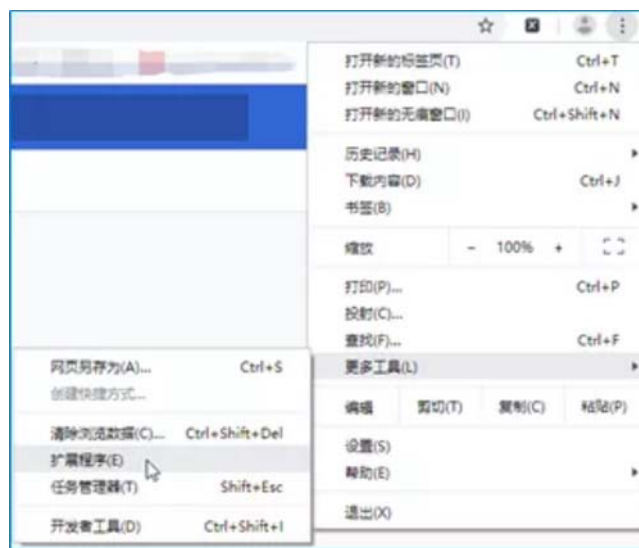 打开新的标签页(T) Ctrl+T
打开新的窗口(N) Ctrl+N
打开新的无痕窗口(I) Ctrl+Shift+N
历史记录(H)
下载内容(D) Ctrl+J
书签(B)
缩放 - 100% +
打印(P)... Ctrl+P
投射(C)...
查找(F)... Ctrl+F
更多工具(L)
编辑 剪切(T) 复制(C) 粘贴(P)
设置(S)
帮助(E)
退出(X)
网页另存为(A)... Ctrl+S
创建快捷方式...
清除浏览数据(C)... Ctrl+Shift+Del
扩展程序(E)
任务管理器(T) Shift+Esc
开发者工具(D) Ctrl+Shift+I